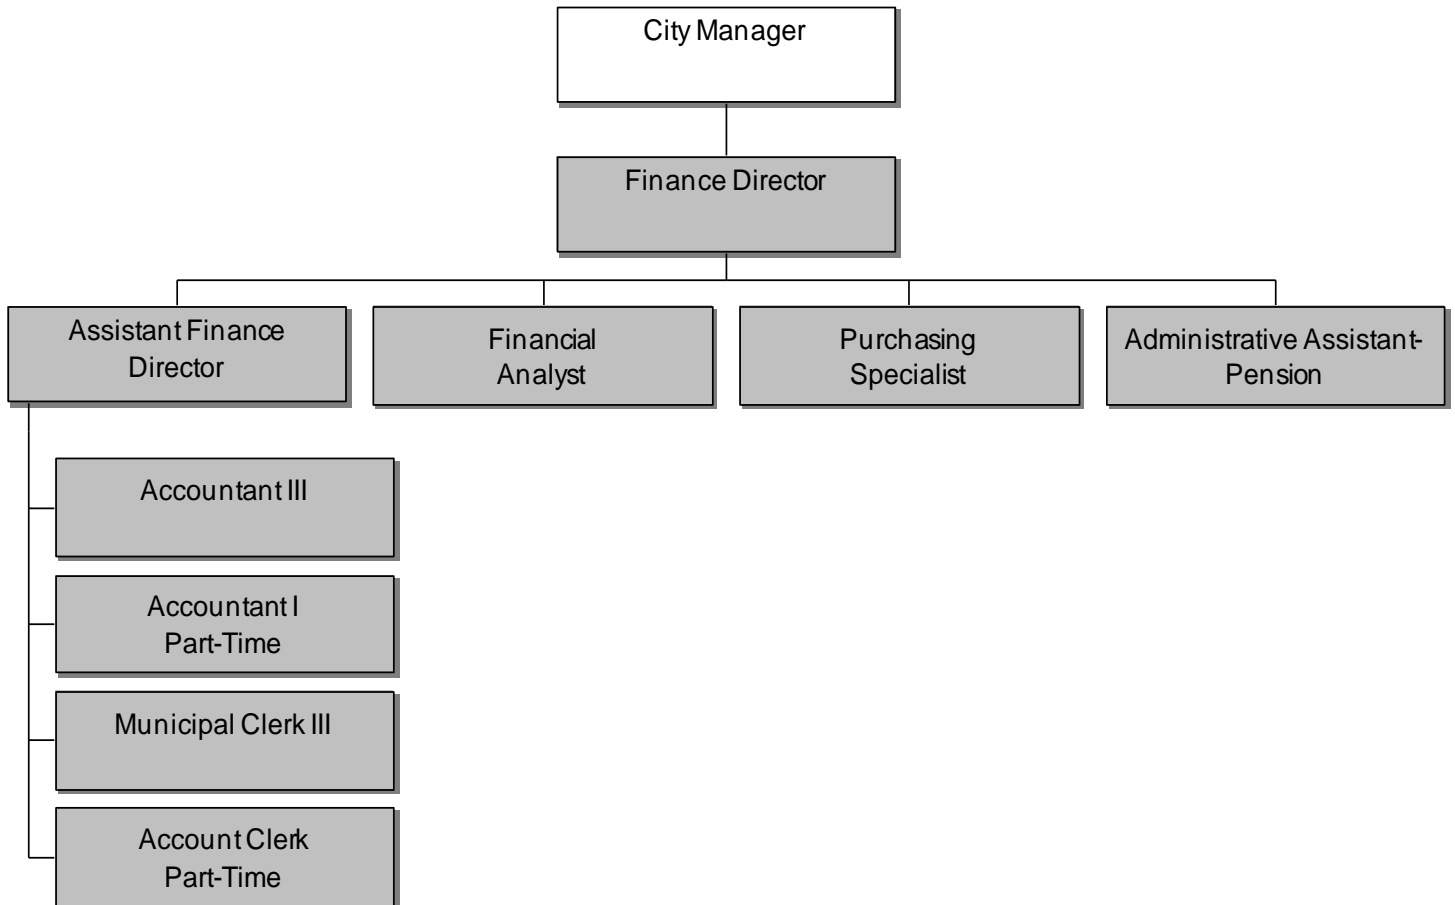 City Manager
Finance Director
Assistant Finance
Director
Financial
Analyst
Purchasing
Specialist
Administrative Assistant-
Pension
Accountant III
Accountant I
Part-Time
Municipal Clerk III
Account Clerk
Part-Time